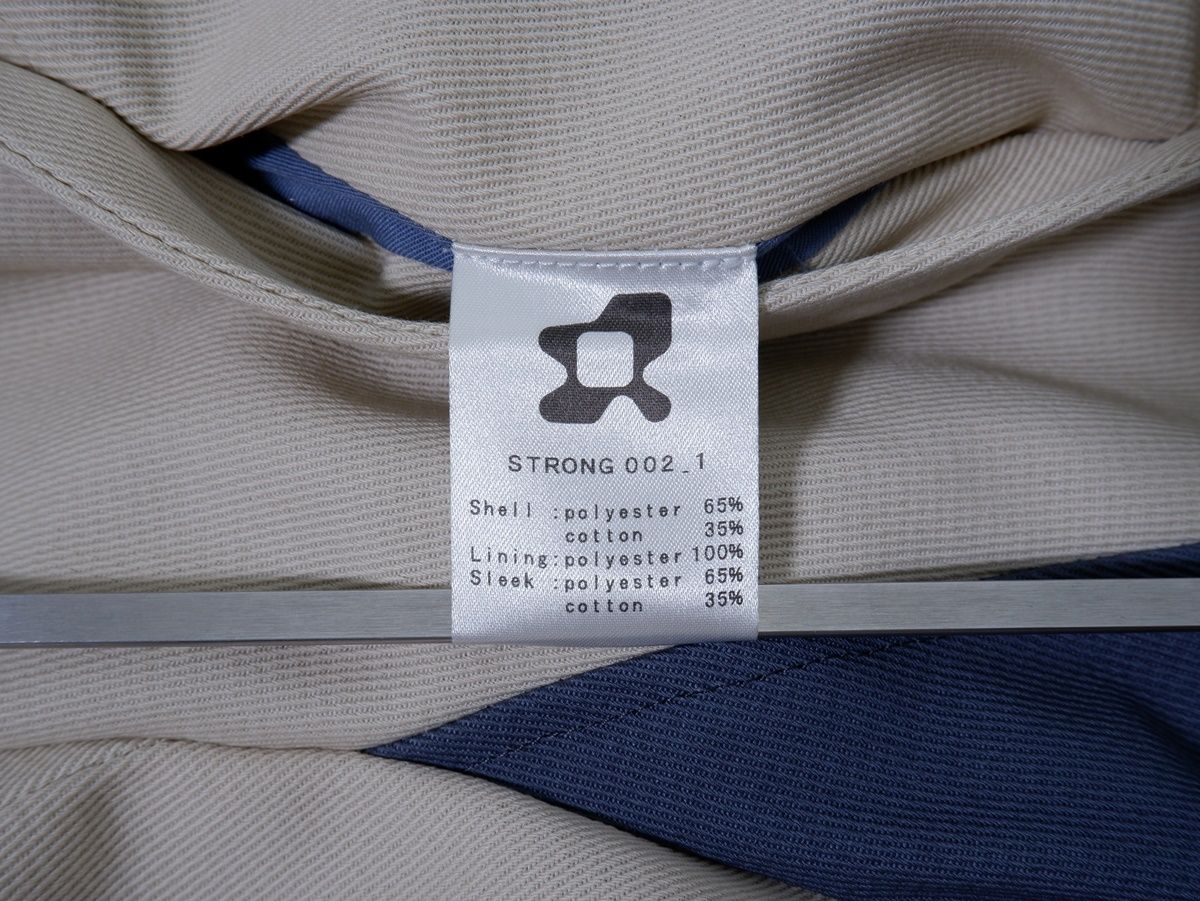 STRONG 002_1
Shell :polyester 65%
cotton 35%
Lining:polyester 100%
Sleek :polyester 65%
cotton 35%